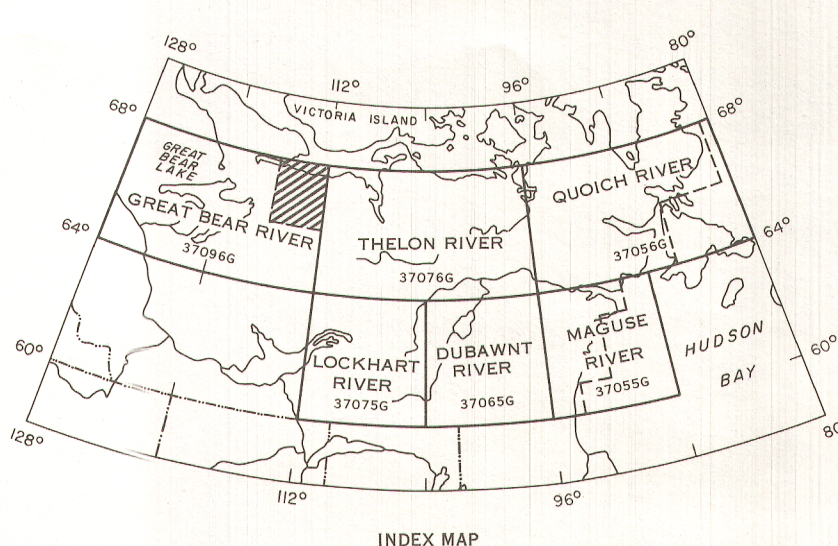 128°
80°
112°
96°
VICTORIA ISLAND
68°
68°
GREAT
BEAR
LAKE
QUOICH RIVER
GREAT BEAR RIVER
THELON RIVER
64°
64°
37096G
37076G
37056G
MAGUSE
RIVER
HUDSON
BAY
LOCKHART
RIVER
DUBAWNT
RIVER
60°
60°
37075G
37065G
37055G
128°
80
112°
96°
INDEX MAP